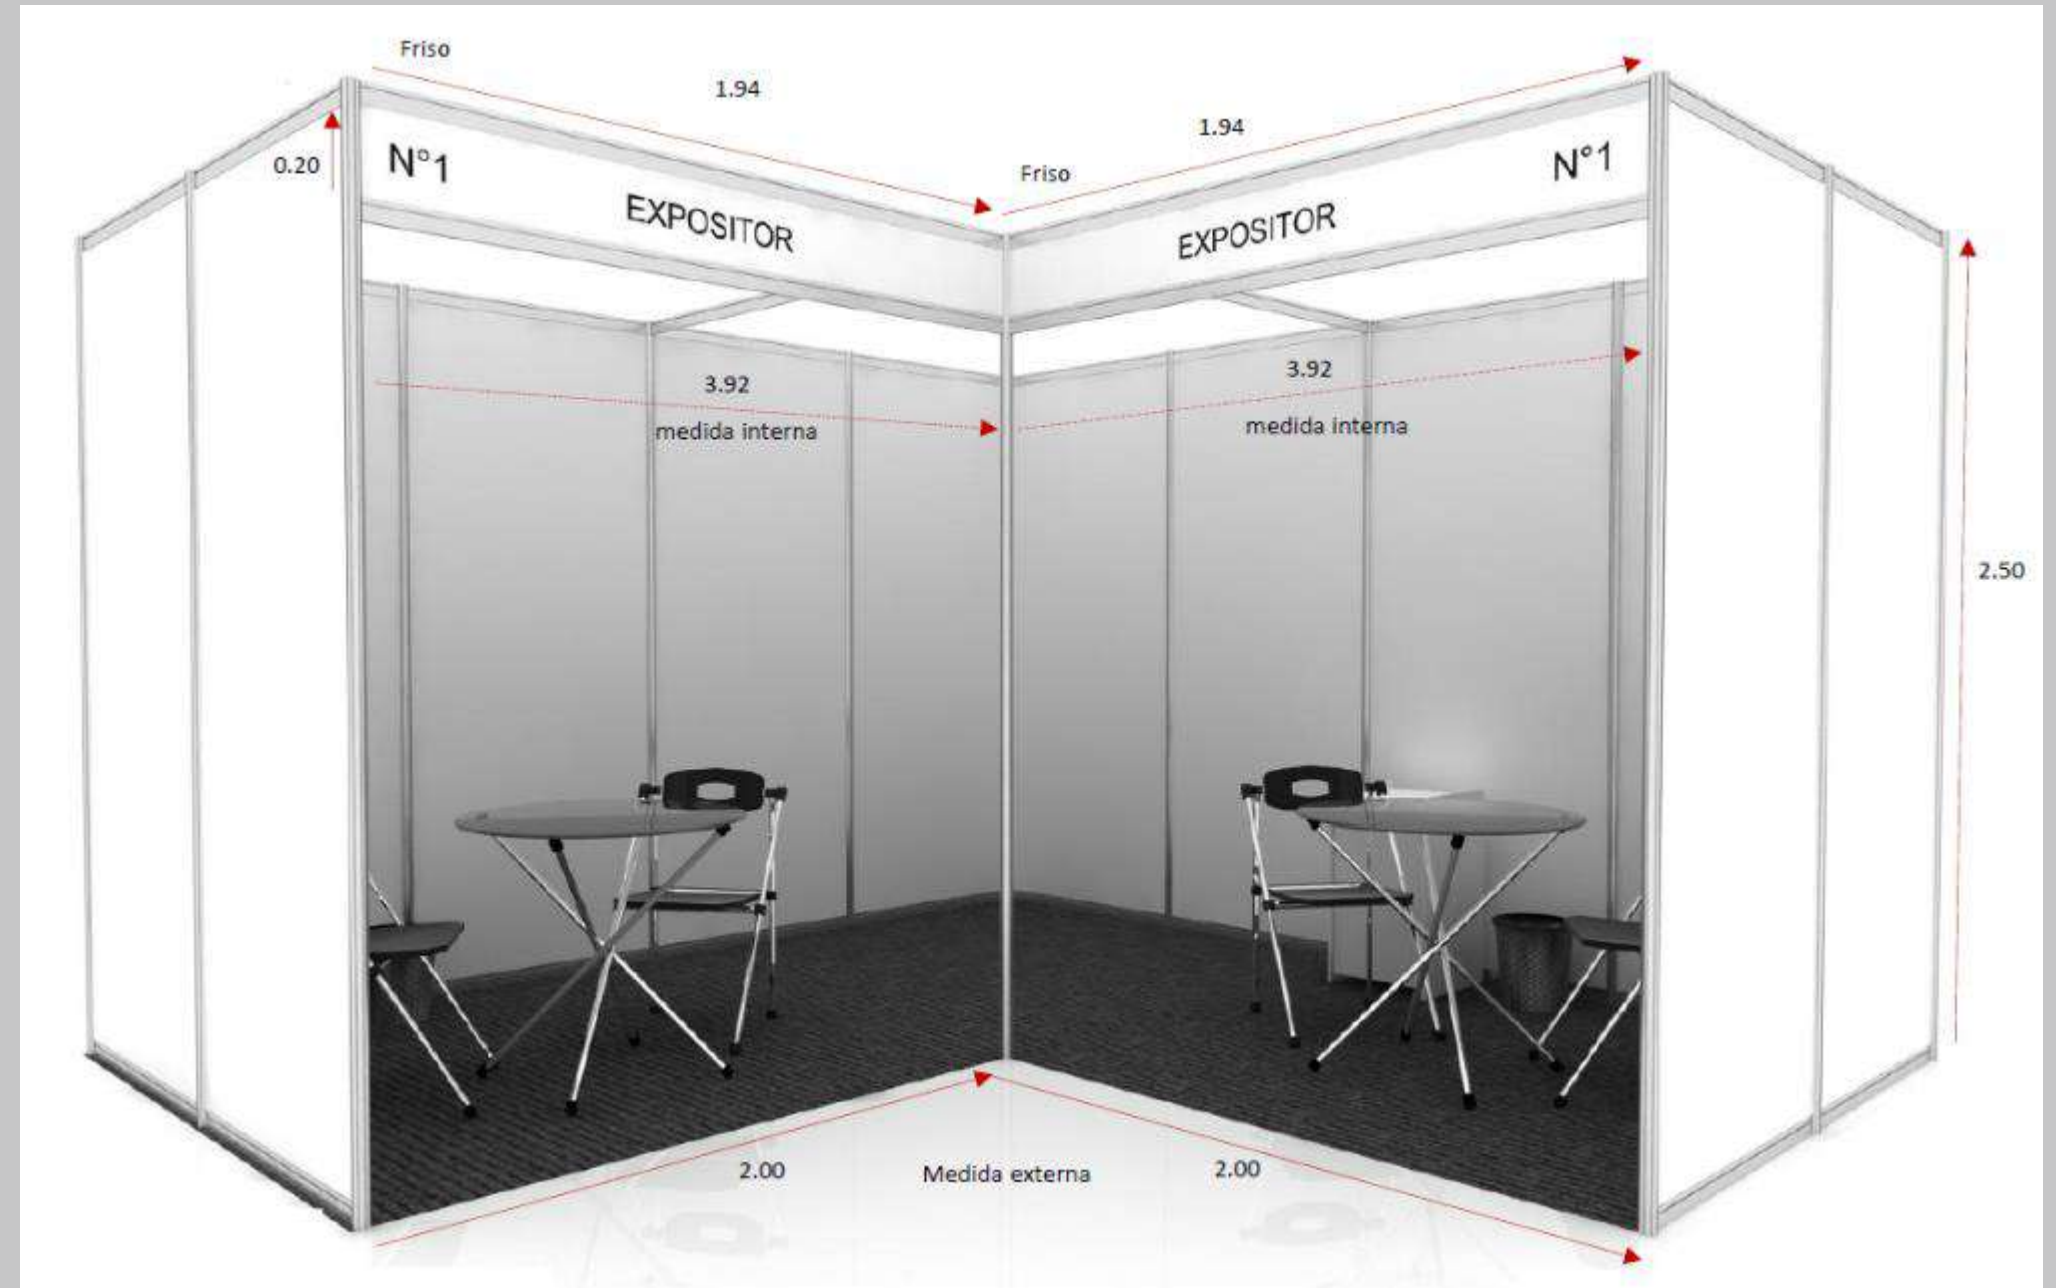 Friso
1.94
1.94
0.20
N°1
N°1
Friso
EXPOSITOR
EXPOSITOR
3.92
medida interna
3.92
medida interna
2.50
2.00
Medida externa
2.00